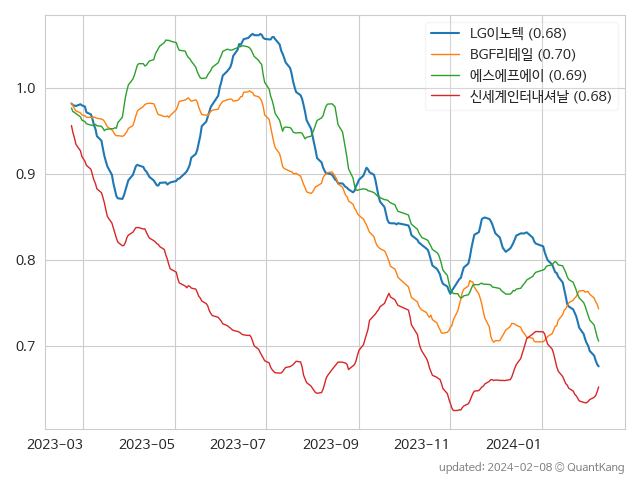 LG이노텍 (0.68)
BGF리테일 (0.70)
에스에프에이 (0.69)
신세계인터내셔날 (0.68)
1.0
0.9
0.8
0.7
2023-03 2023-05 2023-07 2023-09 2023-11 2024-01
updated: 2024-02-08 © QuantKang